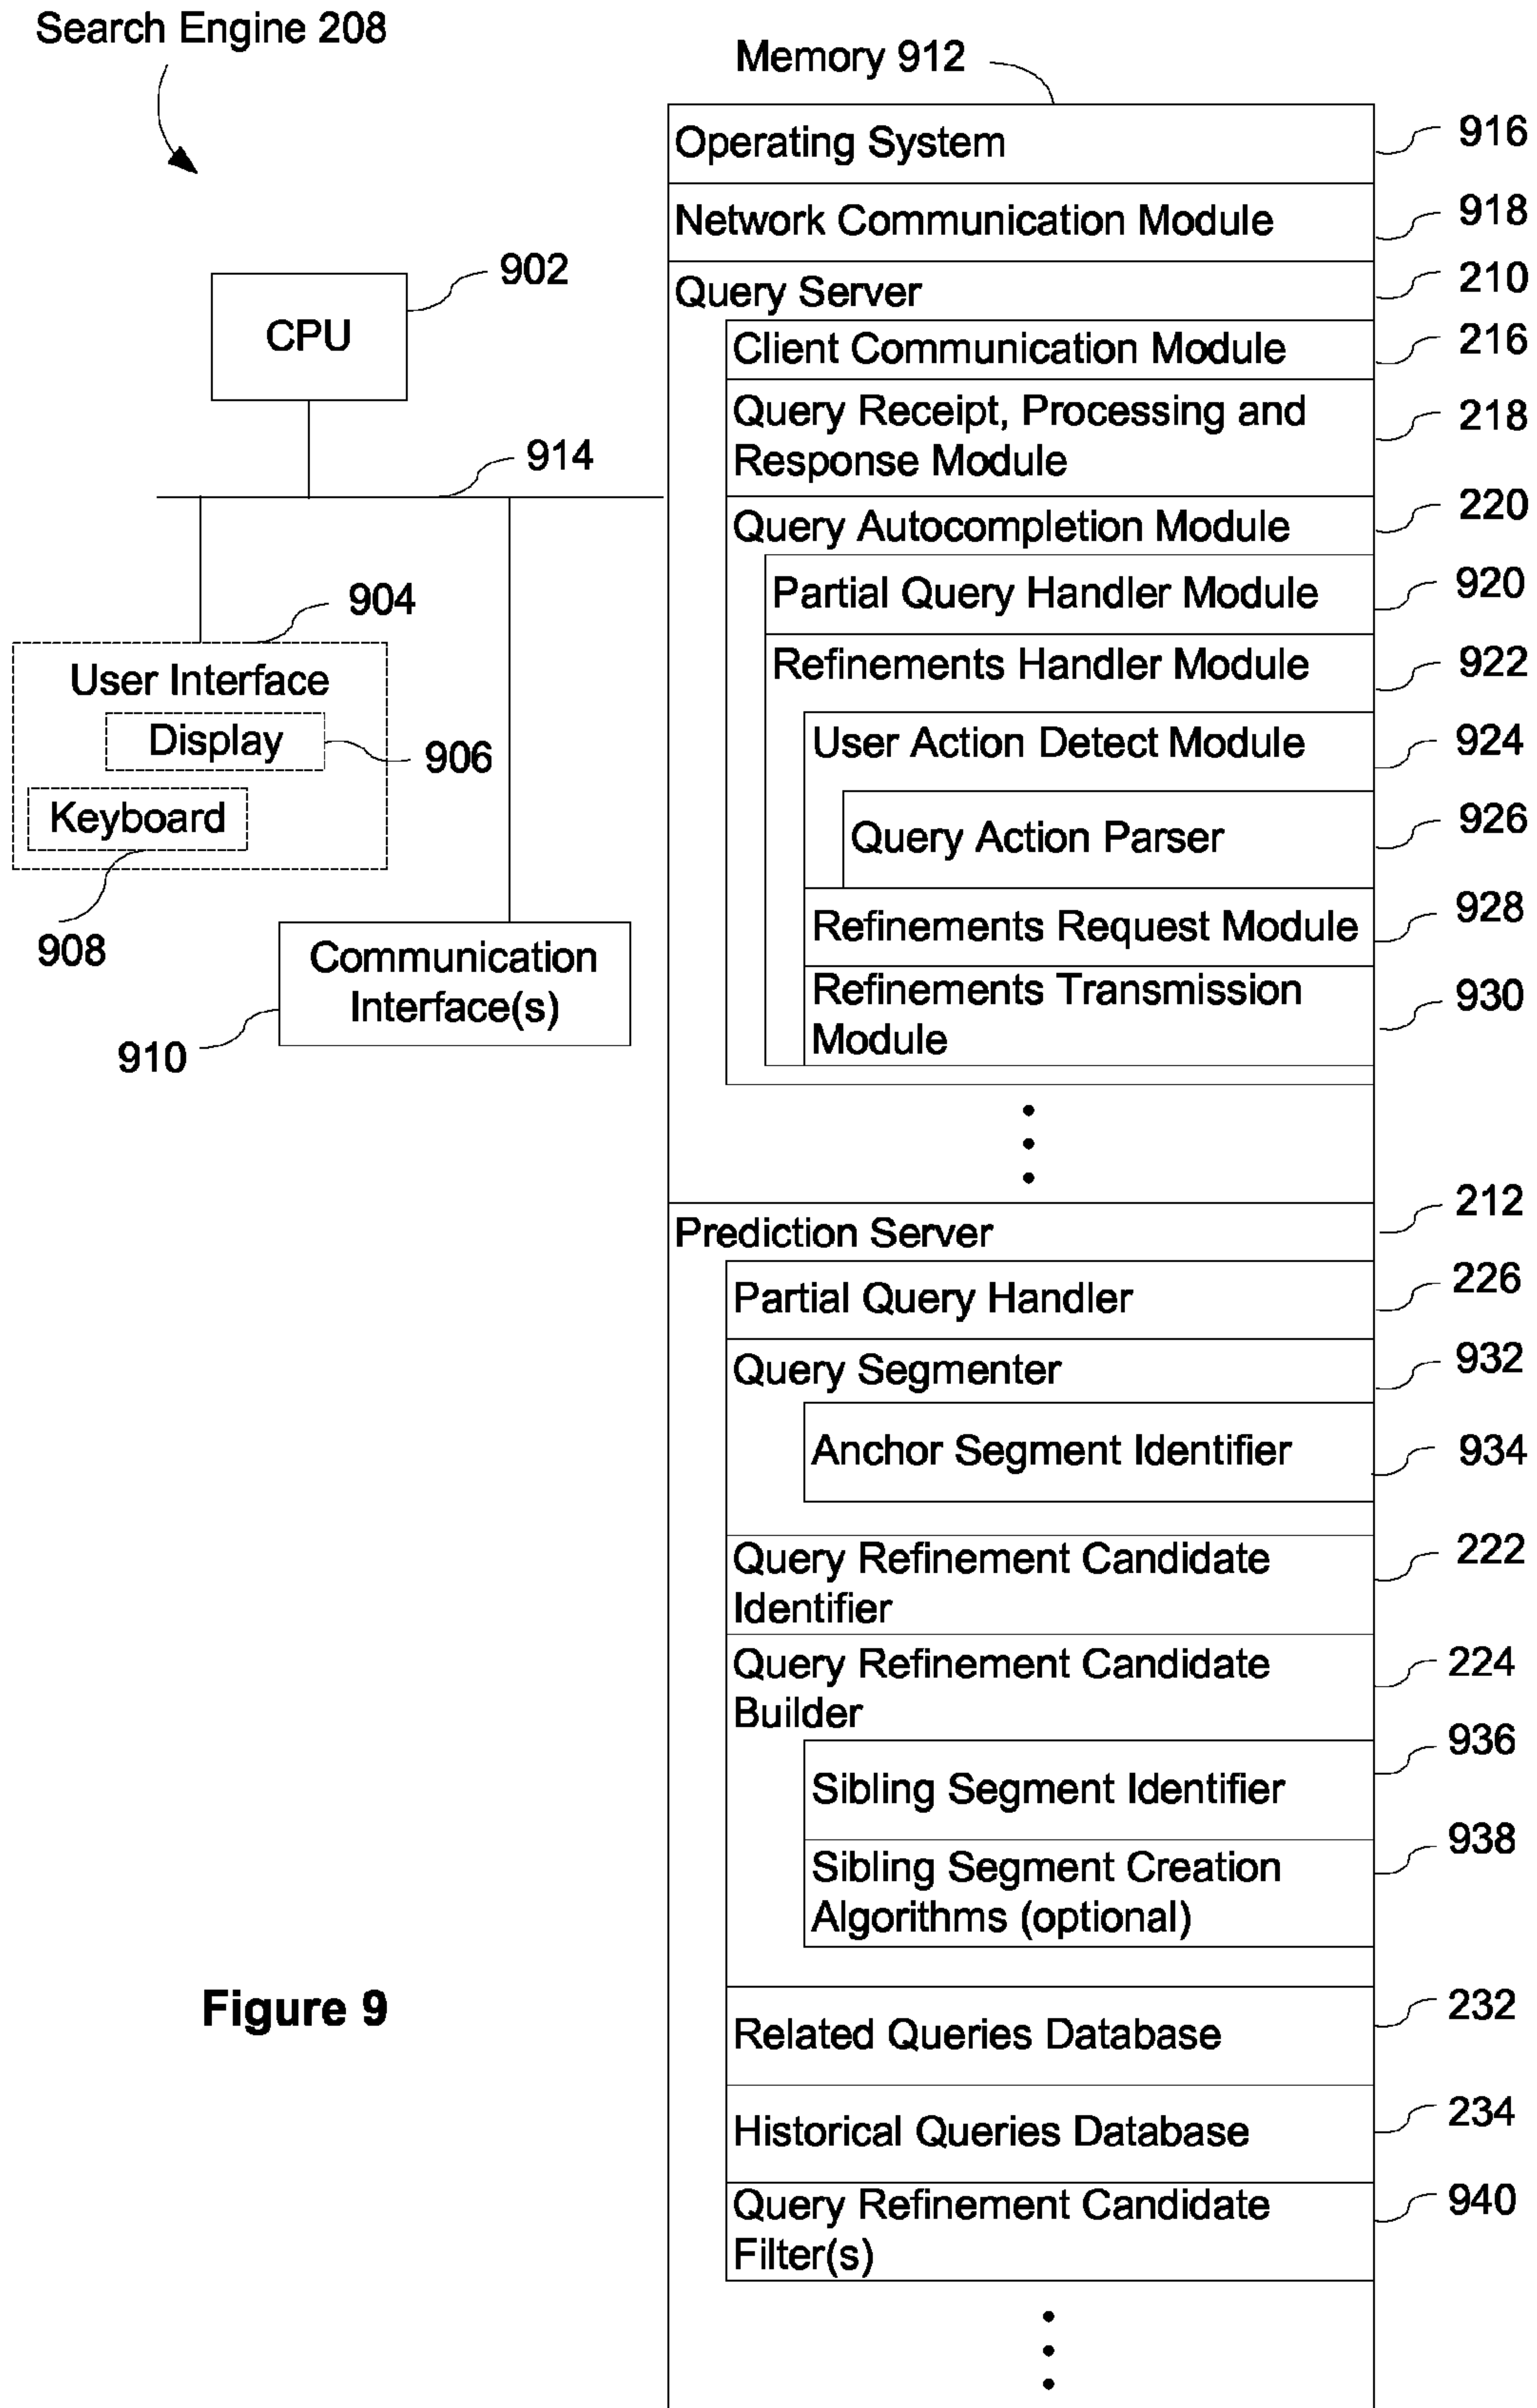 Search Engine 208
Memory 912
Operating System
916
Network Communication Module
918
902
CPU
Query Server
210
Client Communication Module
216
Query Receipt, Processing and
Response Module
218
914
Query Autocompletion Module
220
Partial Query Handler Module
920
904
User Interface
Display
906
Keyboard
908
Refinements Handler Module
922
User Action Detect Module
924
Query Action Parser
926
Communication
Interface(s)
910
Refinements Request Module
928
Refinements Transmission
Module
930
Prediction Server
212
Partial Query Handler
226
Query Segmenter
932
Anchor Segment Identifier
934
Query Refinement Candidate
Identifier
222
Query Refinement Candidate
Builder
224
Sibling Segment Identifier
936
Sibling Segment Creation
Algorithms (optional)
938
Figure 9
Related Queries Database
232
Historical Queries Database
234
Query Refinement Candidate
Filter(s)
940